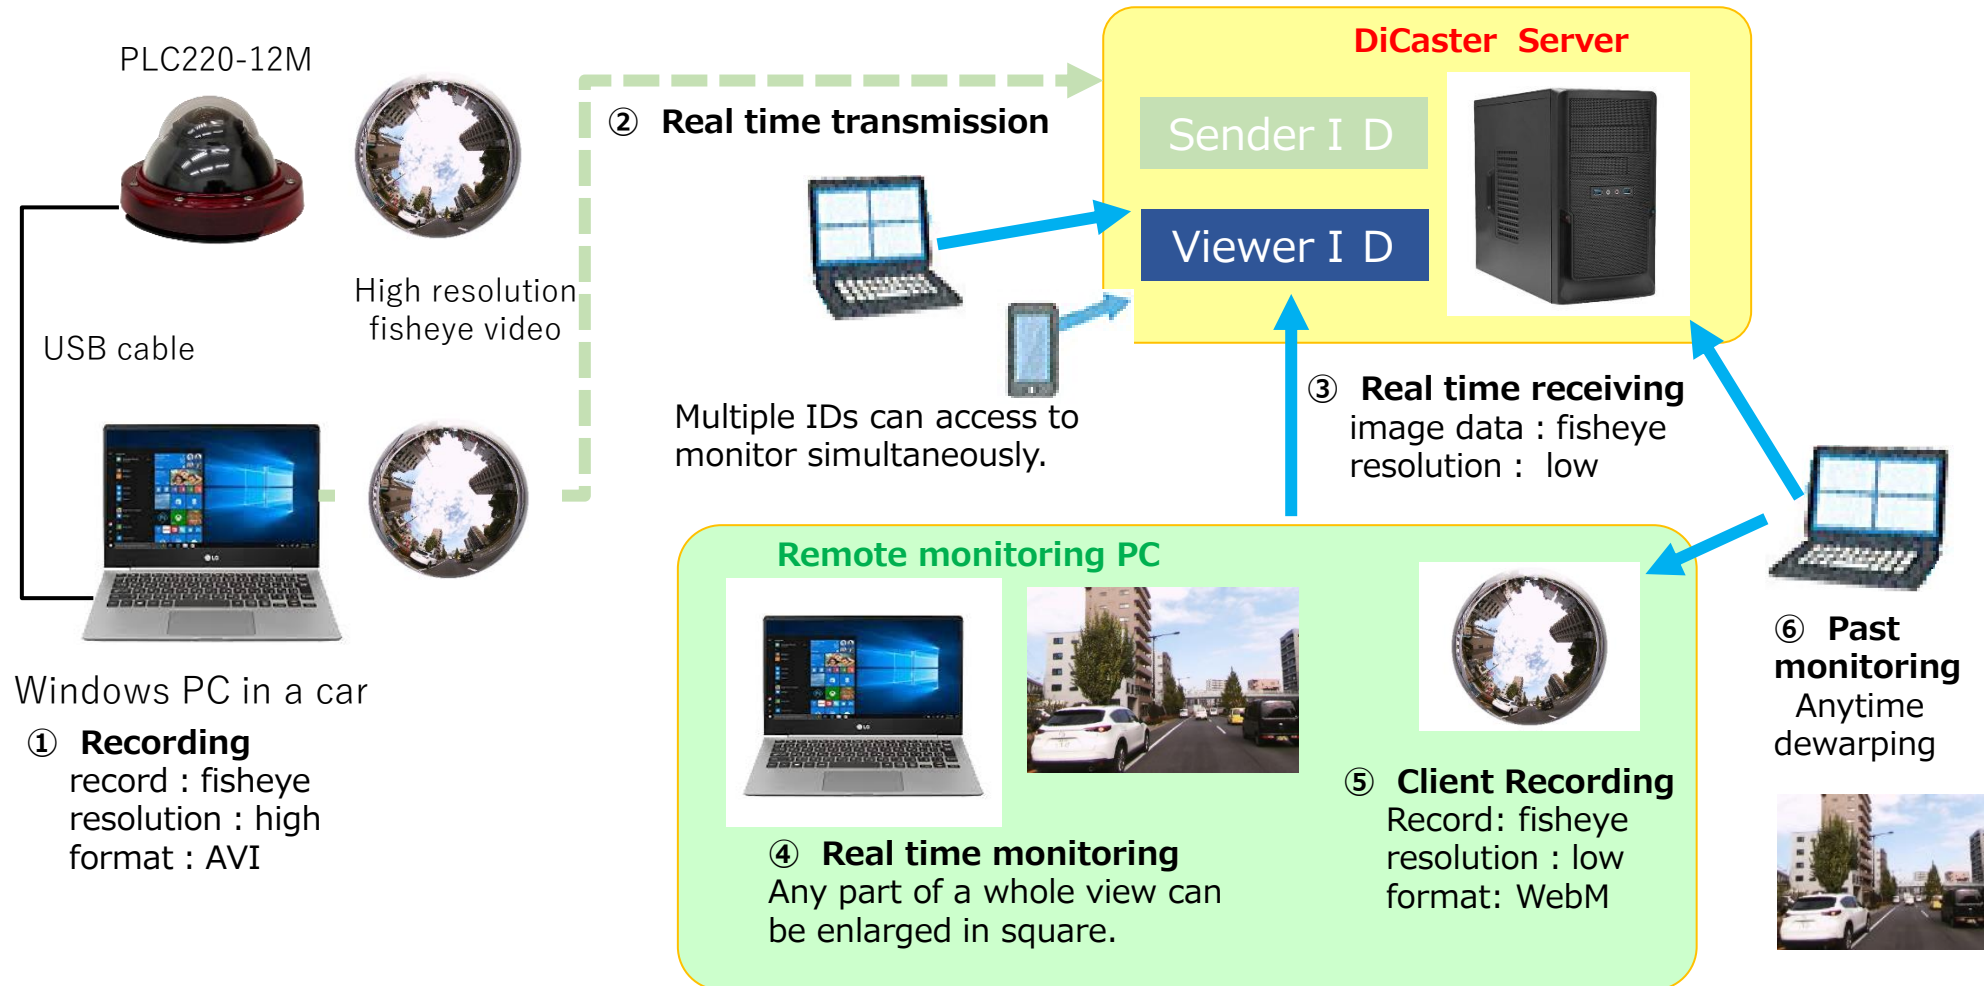 PLC220-12M
High resolution
fisheye video
USB cable
Windows PC in a car
① Recording
record : fisheye
resolution : high
format : AVI
② Real time transmission
DiCaster Server
Sender ＩＤ
Viewer ＩＤ
Multiple IDs can access to
monitor simultaneously.
③ Real time receiving
image data : fisheye
resolution : low
Remote monitoring PC
LG
④ Real time monitoring
Any part of a whole view can
be enlarged in square.
⑤ Client Recording
Record: fisheye
resolution : low
format: WebM
⑥ Past
monitoring
Anytime
dewarping